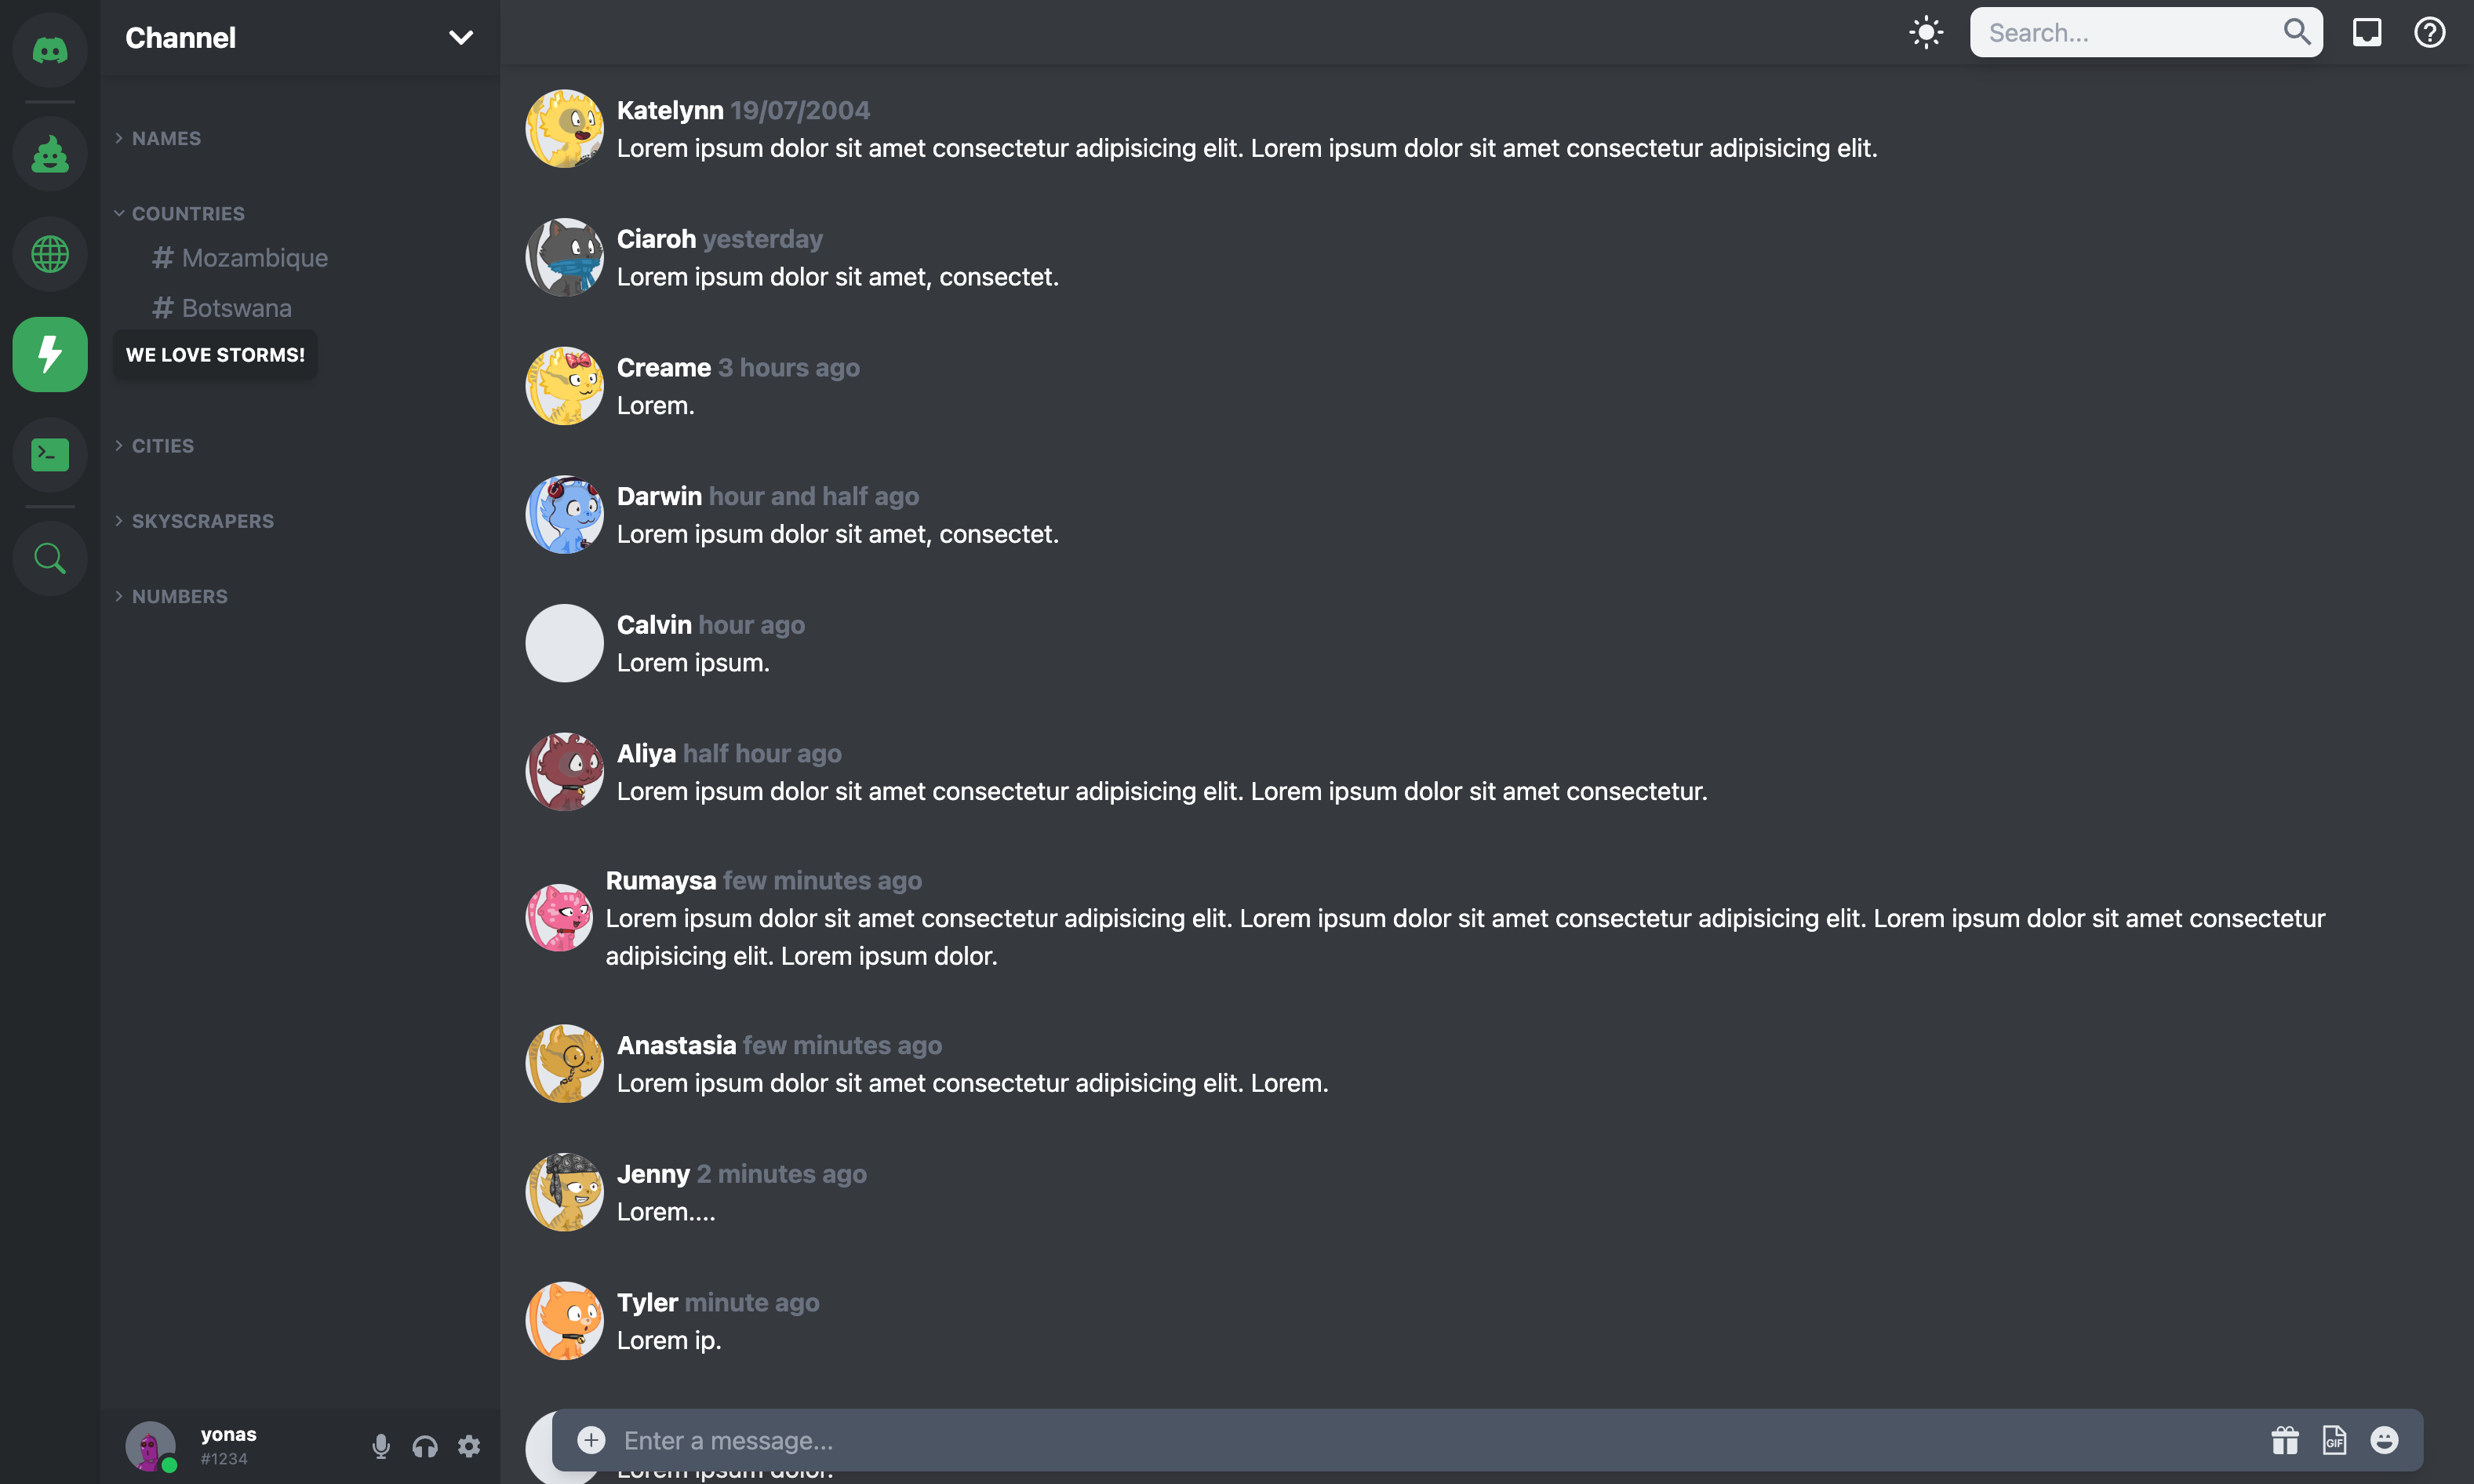 Channel
NAMES
COUNTRIES
# Mozambique
# Botswana
WE LOVE STORMS!
CITIES
SKYSCRAPERS
NUMBERS
yonas
#1234
Search...
Katelynn 19/07/2004
Lorem ipsum dolor sit amet consectetur adipisicing elit. Lorem ipsum dolor sit amet consectetur adipisicing elit.
Ciaroh yesterday
Lorem ipsum dolor sit amet, consectet.
Creame 3 hours ago
Lorem.
Darwin hour and half ago
Lorem ipsum dolor sit amet, consectet.
Calvin hour ago
Lorem ipsum.
Aliya half hour ago
Lorem ipsum dolor sit amet consectetur adipisicing elit. Lorem ipsum dolor sit amet consectetur.
Rumaysa few minutes ago
Lorem ipsum dolor sit amet consectetur adipisicing elit. Lorem ipsum dolor sit amet consectetur adipisicing elit. Lorem ipsum dolor sit amet consectetur
adipisicing elit. Lorem ipsum dolor.
Anastasia few minutes ago
Lorem ipsum dolor sit amet consectetur adipisicing elit. Lorem.
Jenny 2 minutes ago
Lorem....
Tyler minute ago
Lorem ip.
Enter a message...
GIF
Lorem ipsum dolor.